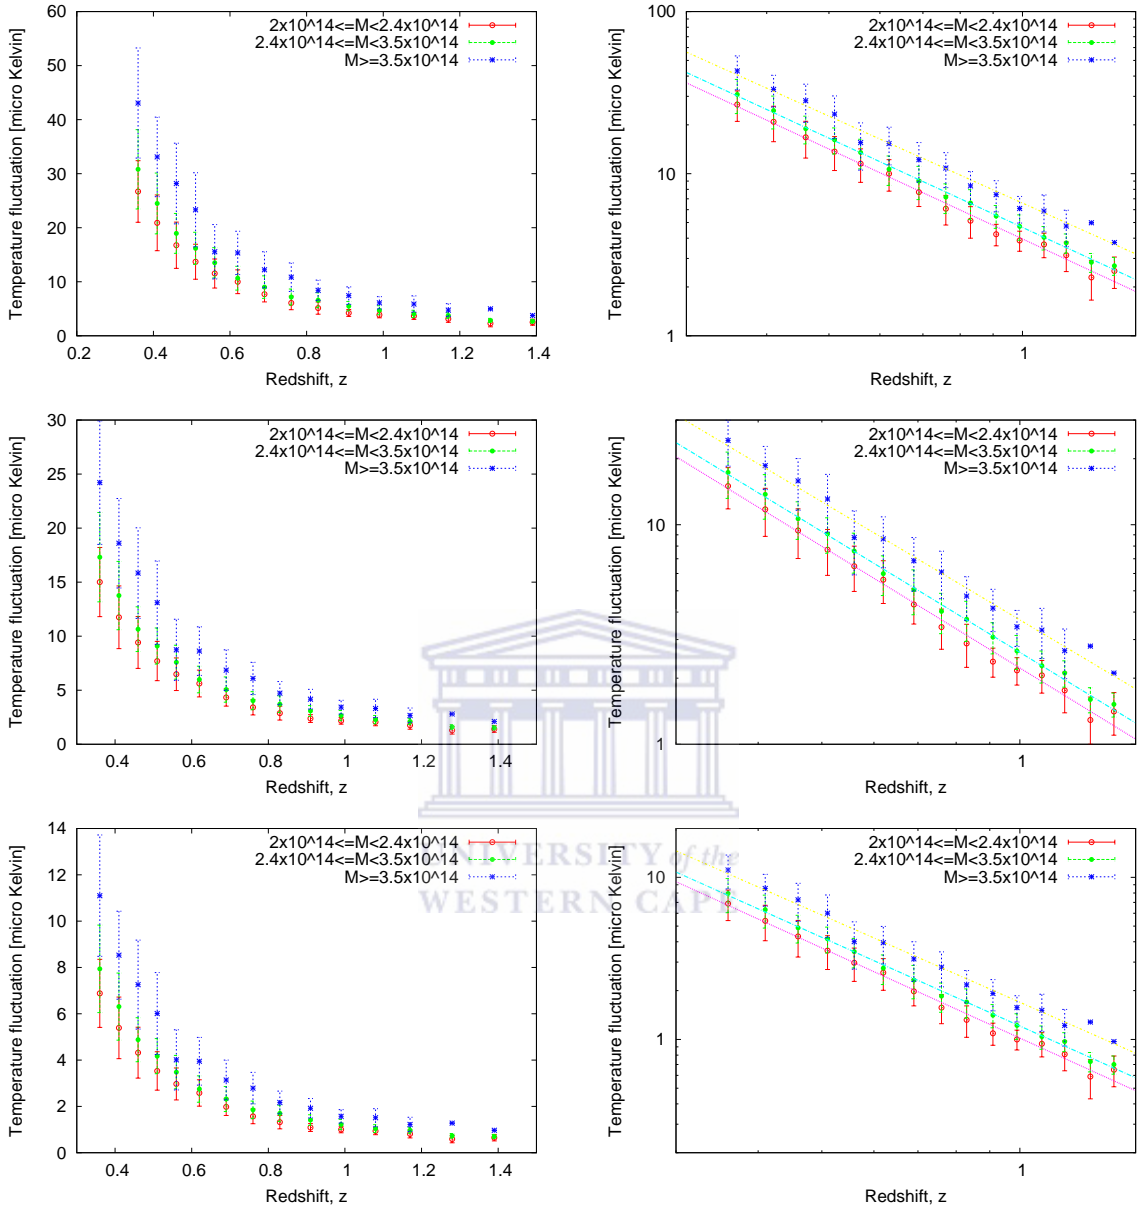 60
50
40
30
20
10
0
0.2
0.4
0.6
0.8
1
1.2
1.4
Temperature fluctuation [micro Kelvin]
Redshift, z
2x10^14<=M<2.4x10^14
2.4x10^14<=M<3.5x10^14
M>=3.5x10^14
100
10
1
1
Temperature fluctuation [micro Kelvin]
Redshift, z
2x10^14<=M<2.4x10^14
2.4x10^14<=M<3.5x10^14
M>=3.5x10^14
30
25
20
15
10
5
0
0.4
0.6
0.8
1
1.2
1.4
Temperature fluctuation [micro Kelvin]
Redshift, z
2x10^14<=M<2.4x10^14
2.4x10^14<=M<3.5x10^14
M>=3.5x10^14
10
1
1
Temperature fluctuation [micro Kelvin]
Redshift, z
2x10^14<=M<2.4x10^14
2.4x10^14<=M<3.5x10^14
M>=3.5x10^14
14
12
10
8
6
4
2
0
0.4
0.6
0.8
1
1.2
1.4
Temperature fluctuation [micro Kelvin]
Redshift, z
2x10^14<=M<2.4x10^14
2.4x10^14<=M<3.5x10^14
M>=3.5x10^14
10
1
1
Temperature fluctuation [micro Kelvin]
Redshift, z
2x10^14<=M<2.4x10^14
2.4x10^14<=M<3.5x10^14
M>=3.5x10^14
UNIVERSITY of the
WESTERN CAPE